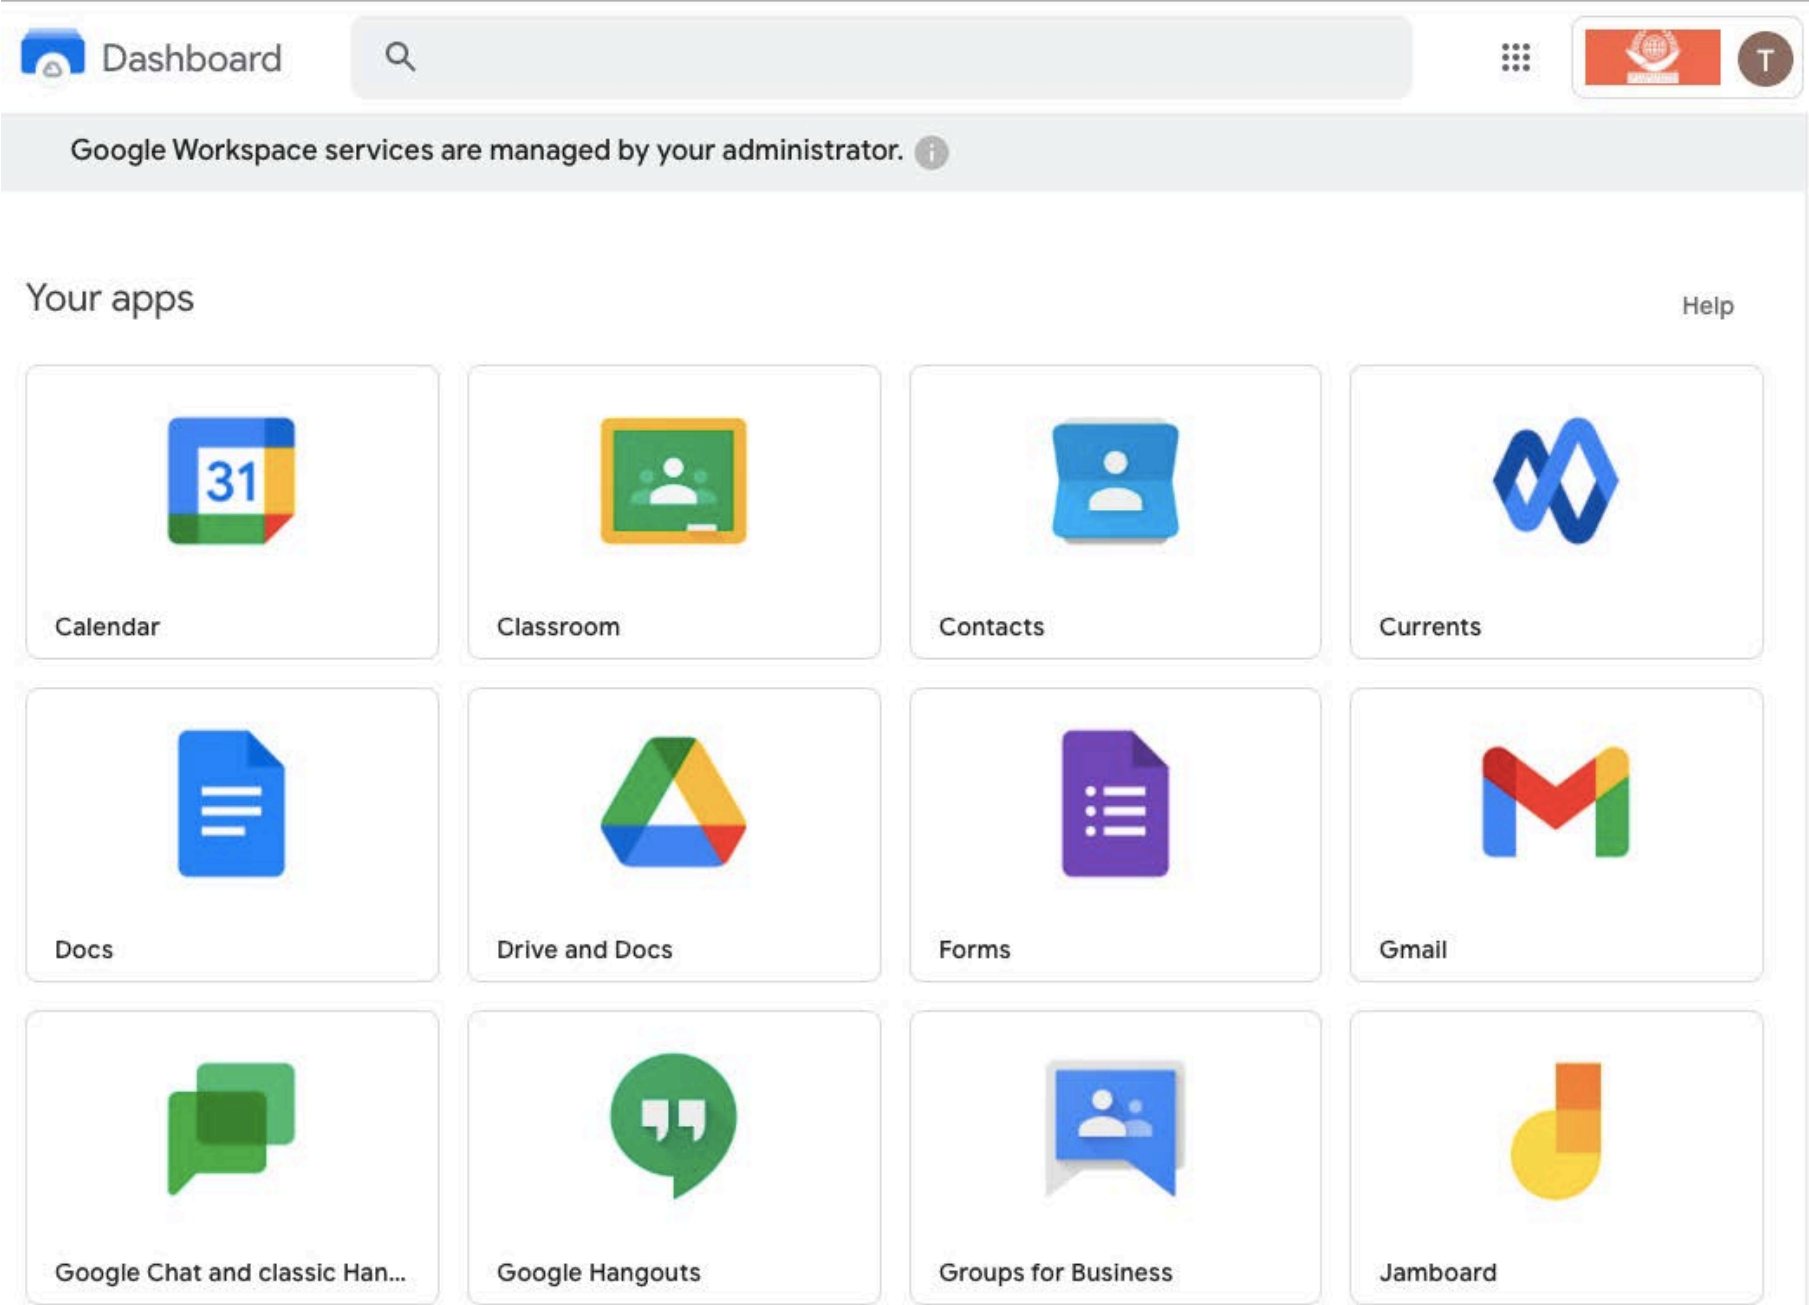 Dashboard
T
Google Workspace services are managed by your administrator.
Your apps
Help
31
Calendar
Classroom
Contacts
Currents
Docs
Drive and Docs
Forms
Gmail
Google Chat and classic Han...
Google Hangouts
Groups for Business
Jamboard